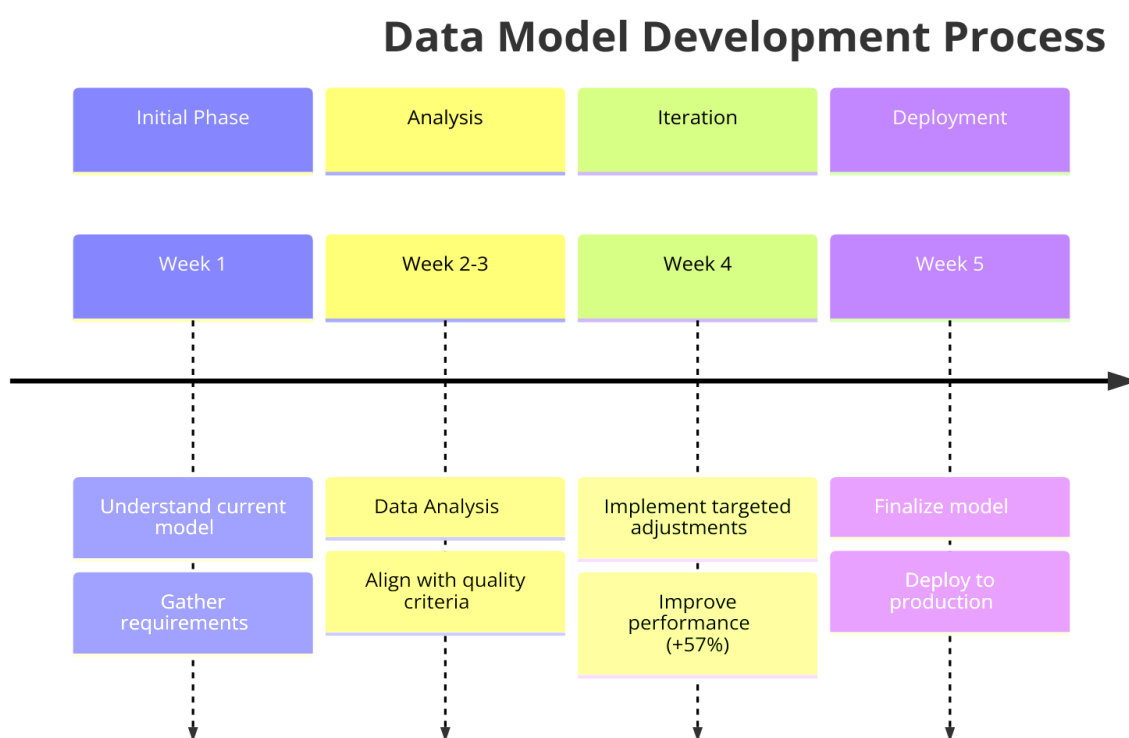 Data Model Development Process
Initial Phase
Analysis
Iteration
Deployment
Week 1
Week 2-3
Week 4
Week 5
Understand current
model
Gather
requirements
Data Analysis
Align with quality
criteria
Implement targeted
adjustments
Improve
performance
(+57%)
Finalize model
Deploy to
production